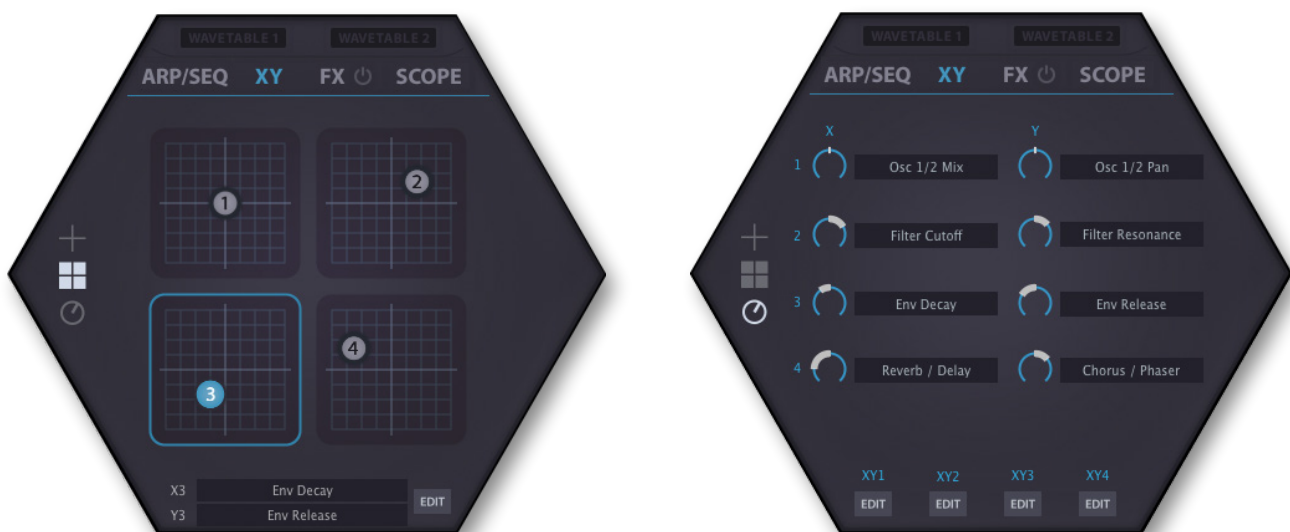 WAVETABLE 1 WAVETABLE 2
ARP/SEQ XY FX SCOPE
1
2
3
4
X3 Env Decay
EDIT
Y3 Env Release
WAVETABLE 1 WAVETABLE 2
ARP/SEQ XY FX SCOPE
X Y
1 Osc 1/2 Mix Osc 1/2 Pan
2 Filter Cutoff Filter Resonance
3 Env Decay Env Release
4 Reverb / Delay Chorus / Phaser
XY1 XY2 XY3 XY4
EDIT EDIT EDIT EDIT